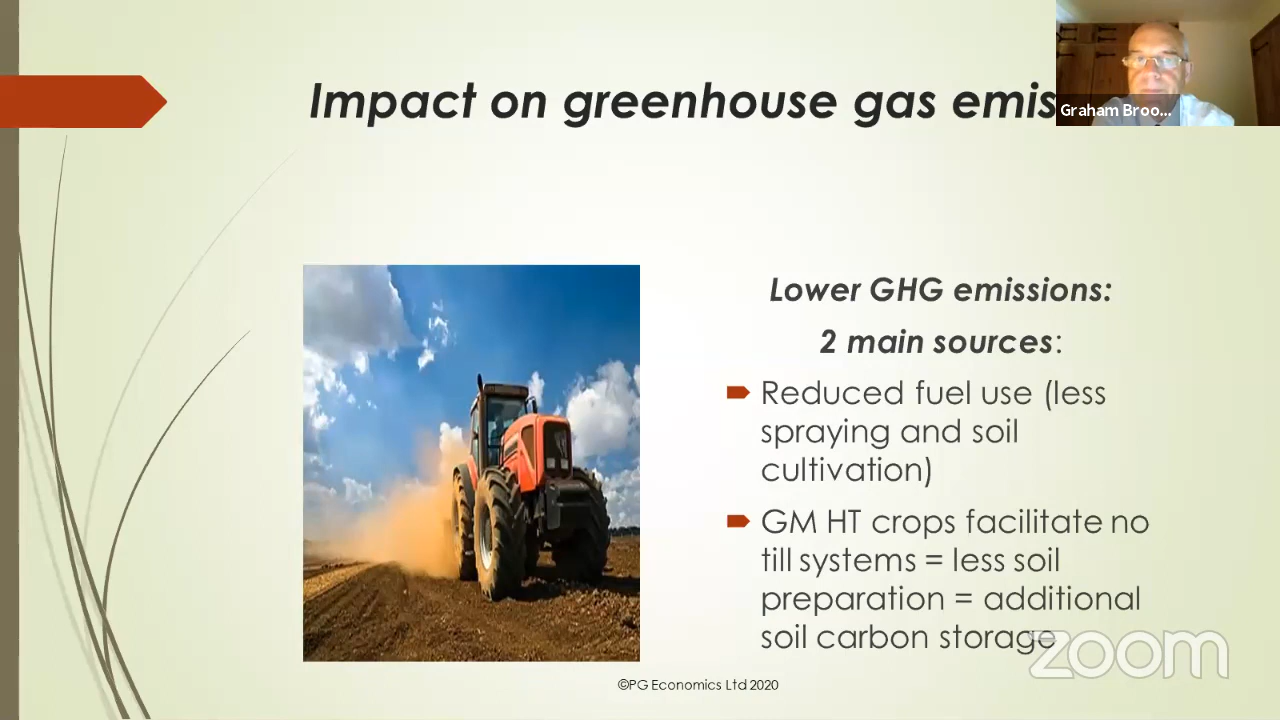 Impact on greenhouse gas emis
Graham Broo...
Lower GHG emissions:
2 main sources:
Reduced fuel use (less
spraying and soil
cultivation)
GM HT crops facilitate no
till systems = less soil
preparation = additional
soil carbon storage
zoom
©PG Economics Ltd 2020